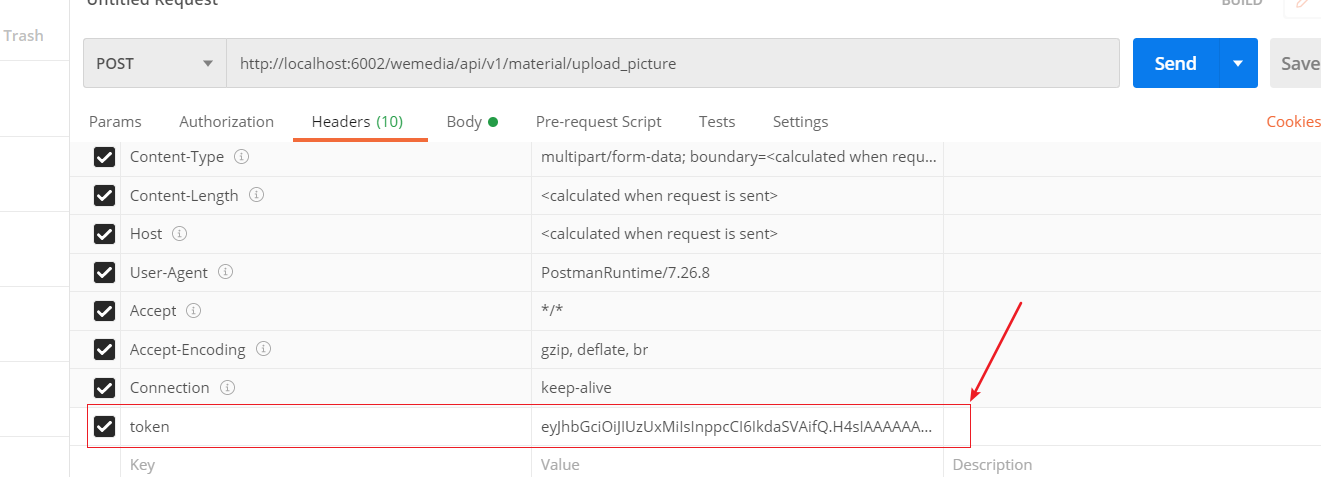 Untitled Request
BUILD
Trash
POST
http://localhost:6002/wemedia/api/v1/material/upload_picture
Send
Save
Params
Authorization
Headers (10)
Body
Pre-request Script
Tests
Settings
Cookies
Content-Type
multipart/form-data; boundary=<calculated when requ...
Content-Length
<calculated when request is sent>
Host
<calculated when request is sent>
User-Agent
PostmanRuntime/7.26.8
Accept
*/*
Accept-Encoding
gzip, deflate, br
Connection
keep-alive
token
eyJhbGciOiJIUzUxMiIsInppcCI6IkdaSVAifQ.H4sIAAAAAA...
Key
Value
Description